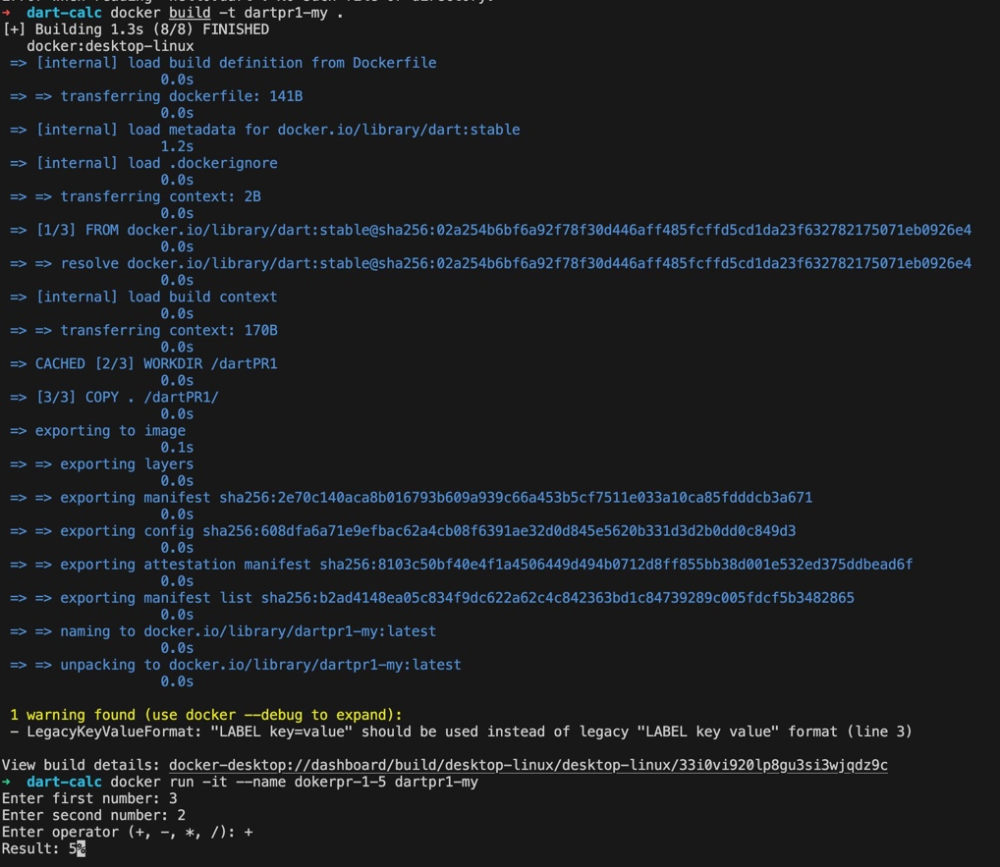 ➜  dart-calc docker build -t dartpr1-my .
[+] Building 1.3s (8/8) FINISHED
docker:desktop-linux
=> [internal] load build definition from Dockerfile
0.0s
=> => transferring dockerfile: 141B
0.0s
=> [internal] load metadata for docker.io/library/dart:stable
1.2s
=> [internal] load .dockerignore
0.0s
=> => transferring context: 2B
0.0s
=> [1/3] FROM docker.io/library/dart:stable@sha256:02a254b6bf6a92f78f30d446aff485fcffd5cd1da23f632782175071eb0926e4
0.0s
=> => resolve docker.io/library/dart:stable@sha256:02a254b6bf6a92f78f30d446aff485fcffd5cd1da23f632782175071eb0926e4
0.0s
=> [internal] load build context
0.0s
=> => transferring context: 170B
0.0s
=> CACHED [2/3] WORKDIR /dartPR1
0.0s
=> [3/3] COPY . /dartPR1/
0.0s
=> exporting to image
0.1s
=> => exporting layers
0.0s
=> => exporting manifest sha256:2e70c140aca8b016793b609a939c66a453b5cf7511e033a10ca85fdddcb3a671
0.0s
=> => exporting config sha256:608dfa6a71e9efbac62a4cb08f6391ae32d0d845e5620b331d3d2b0dd0c849d3
0.0s
=> => exporting attestation manifest sha256:8103c50bf40e4f1a4506449d494b0712d8ff855bb38d001e532ed375ddbead6f
0.0s
=> => exporting manifest list sha256:b2ad4148ea05c834f9dc622a62c4c842363bd1c84739289c005fdcf5b3482865
0.0s
=> => naming to docker.io/library/dartpr1-my:latest
0.0s
=> => unpacking to docker.io/library/dartpr1-my:latest
0.0s
1 warning found (use docker --debug to expand):
- LegacyKeyValueFormat: "LABEL key=value" should be used instead of legacy "LABEL key value" format (line 3)
View build details: docker-desktop://dashboard/build/desktop-linux/desktop-linux/33i0vi920lp8gu3si3wjqdz9c
➜  dart-calc docker run -it --name dokerpr-1-5 dartpr1-my
Enter first number: 3
Enter second number: 2
Enter operator (+, -, *, /): +
Result: 5%